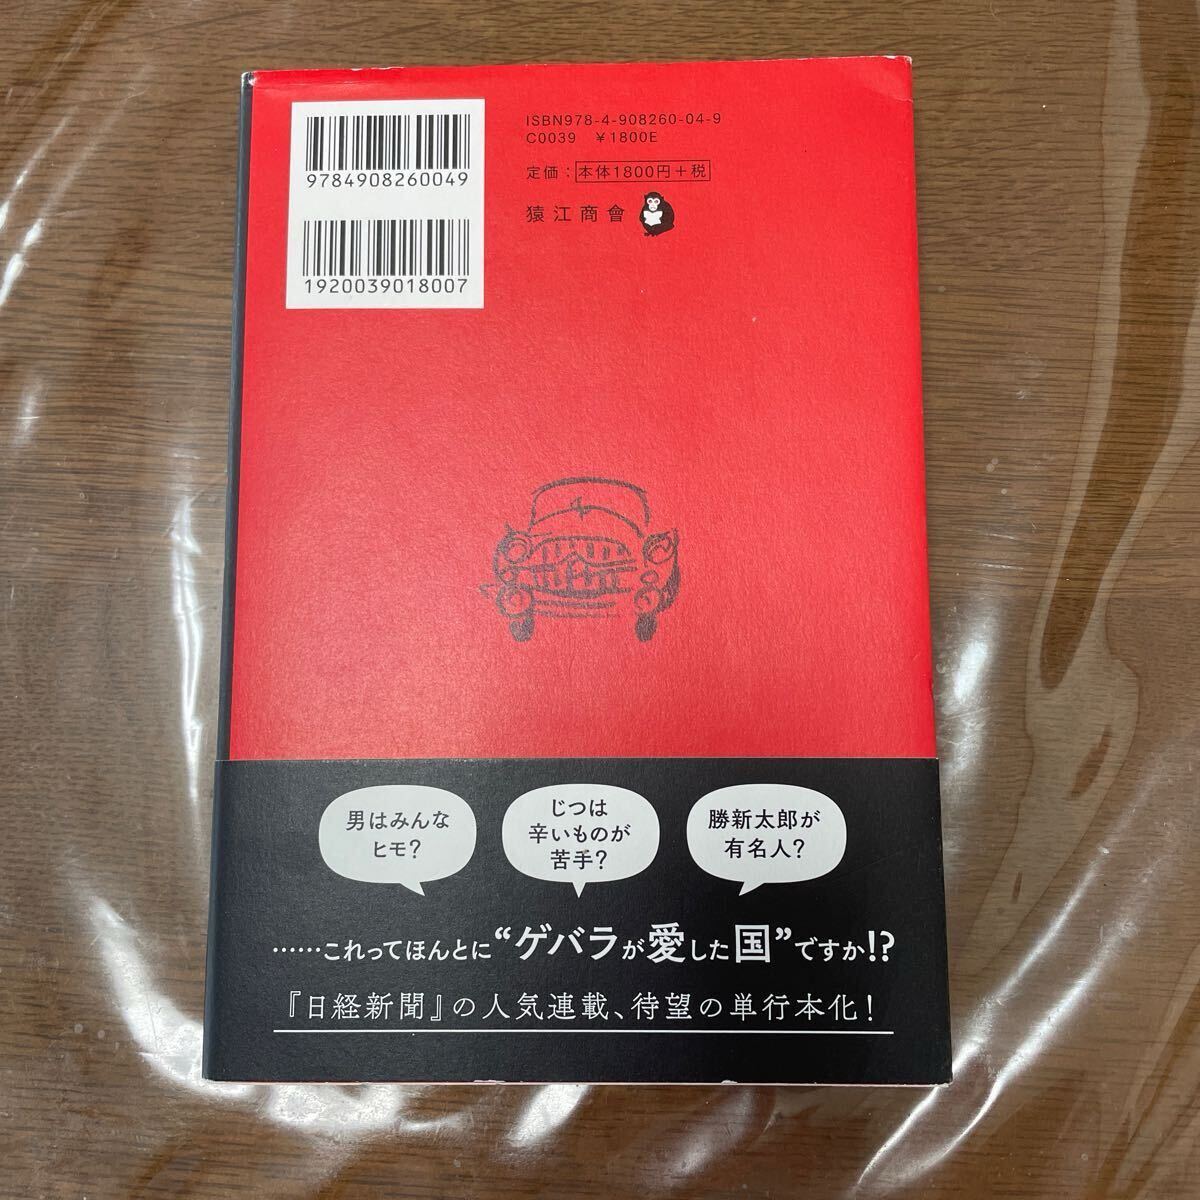 9784908260049
1920039018007
ISBN978-4-908260-04-9
C0039 ￥1800E
定価：本体1800円＋税
猿江商會
男はみんな
ヒモ？
じつは
辛いものが
苦手？
勝新太郎が
有名人？
……これってほんとに“ゲバラが愛した国”ですか!?
『日経新聞』の人気連載、待望の単行本化！